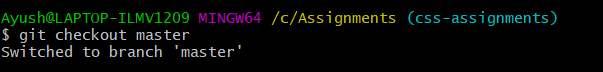 Ayush@LAPTOP-ILMV1209 MINGW64 /c/Assignments (css-assignments)
$ git checkout master
Switched to branch 'master'